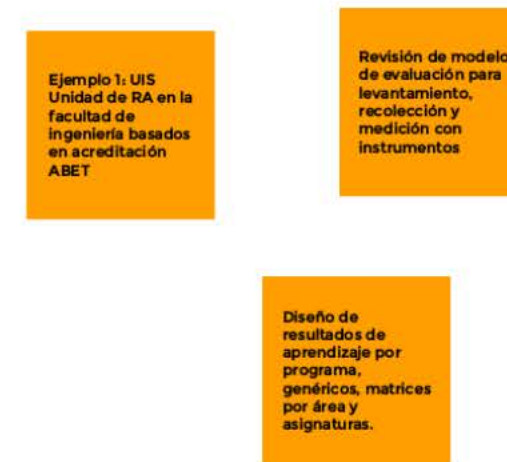 Ejemplo 1: UIS
Unidad de RA en la
facultad de
ingeniería basados
en acreditación
ABET
Revisión de modelo
de evaluación para
levantamiento,
recolección y
medición con
instrumentos
Diseño de
resultados de
aprendizaje por
programa,
genéricos, matrices
por área y
asignaturas.